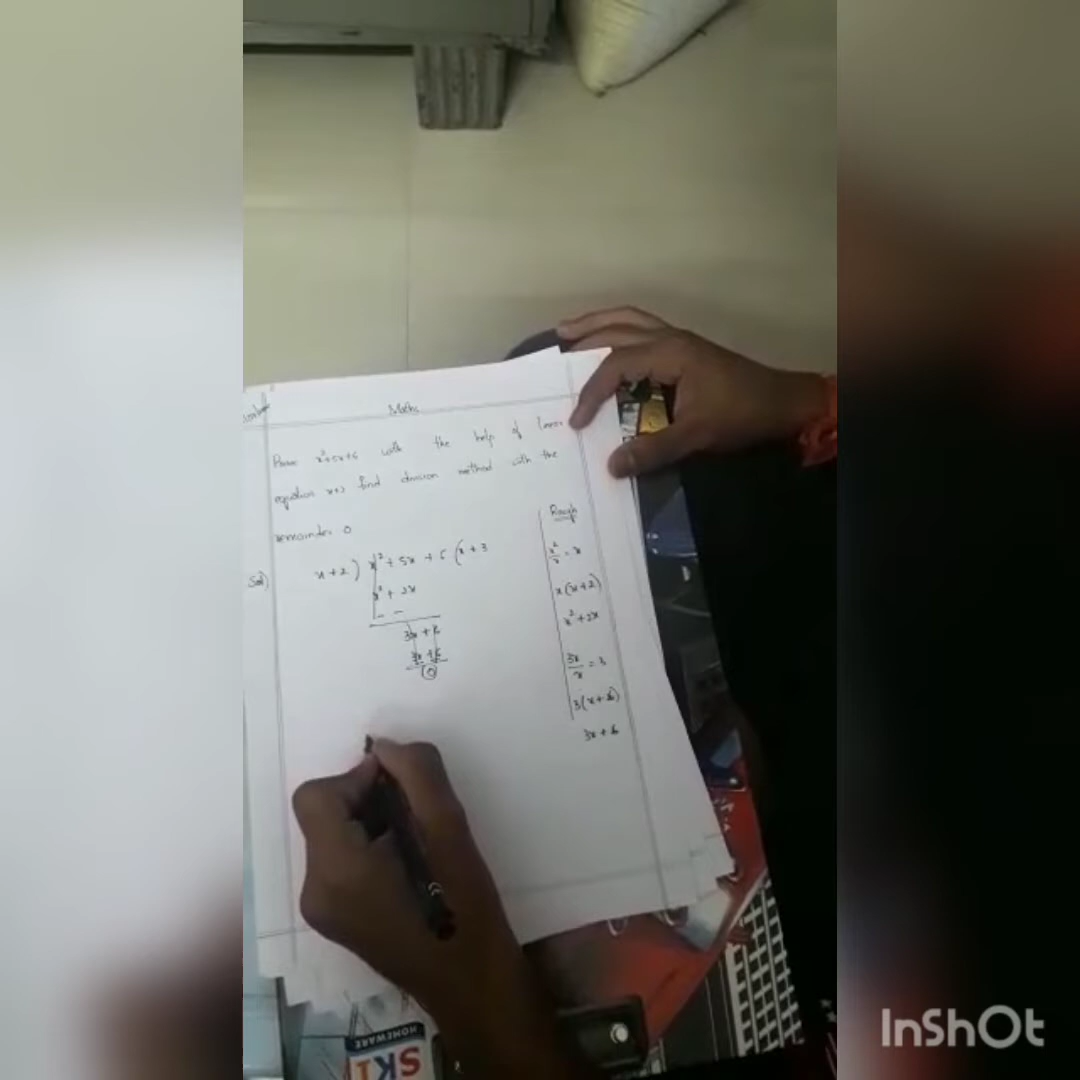 Maths
Prove x²+5x+6 with the help of linear
equation x+2 find division method with the
remainder 0
Sol)
x+2) x² + 5x + 6 (x+3
x² + 2x
- -
3x + 6
3x + 6
0
Rough
x²/x = x
x(x+2)
x²+2x
3x/x = 3
3x + 6
HOMEWARE
SKI
InShOt